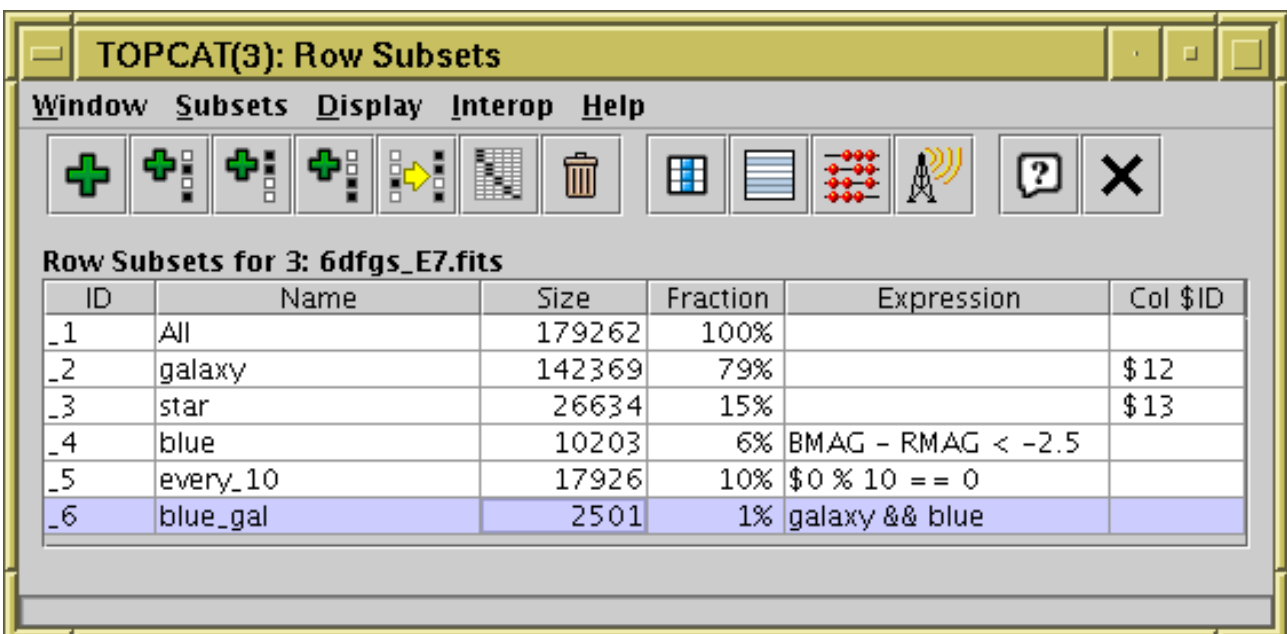 TOPCAT(3): Row Subsets
Window Subsets Display Interop Help
Row Subsets for 3: 6dfgs_E7.fits
ID Name Size Fraction Expression Col $ID
_1 All 179262 100%
_2 galaxy 142369 79% $12
_3 star 26634 15% $13
_4 blue 10203 6% BMAG - RMAG < -2.5
_5 every_10 17926 10% $0 % 10 == 0
_6 blue_gal 2501 1% galaxy && blue